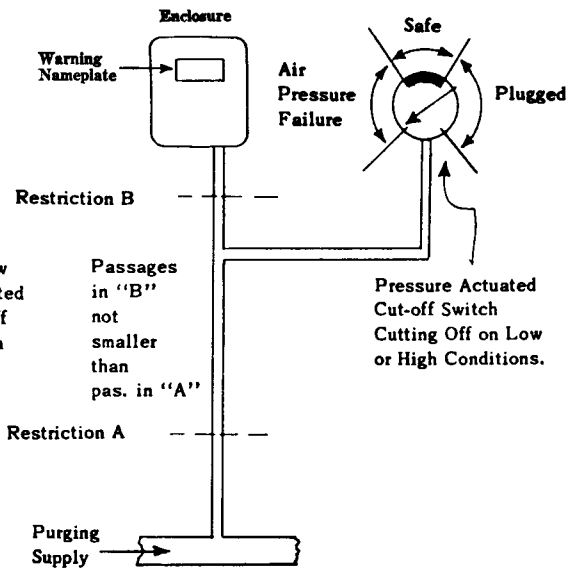 Enclosure
Warning
Nameplate
Safe
Air
Pressure
Failure
Plugged
Restriction B
Passages
in "B"
not
smaller
than
pas. in "A"
Pressure Actuated
Cut-off Switch
Cutting Off on Low
or High Conditions.
Restriction A
Purging
Supply